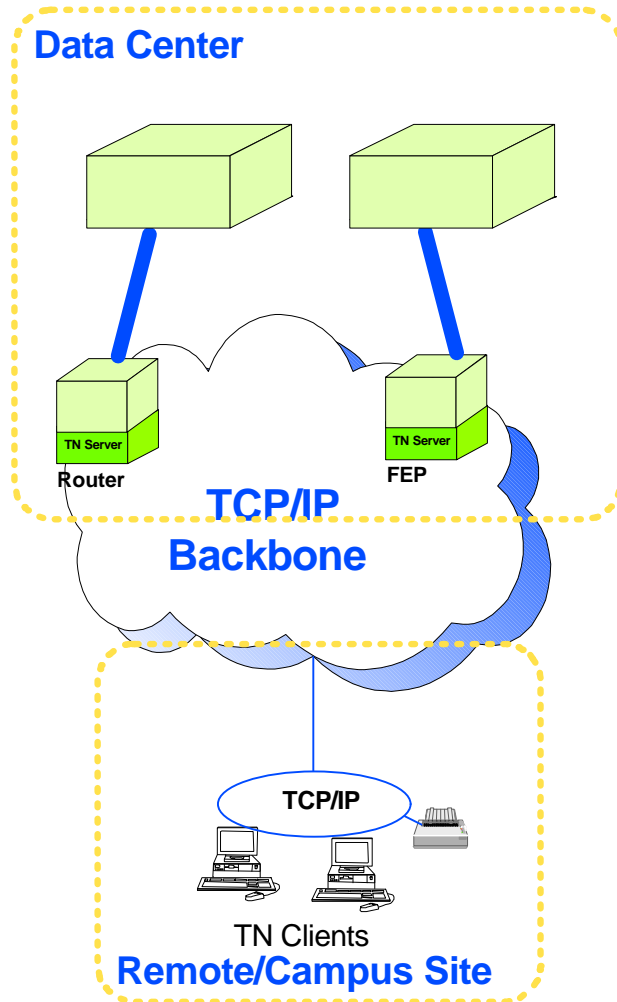 Data Center
TN Server
Router
TN Server
FEP
TCP/IP
Backbone
TCP/IP
TN Clients
Remote/Campus Site